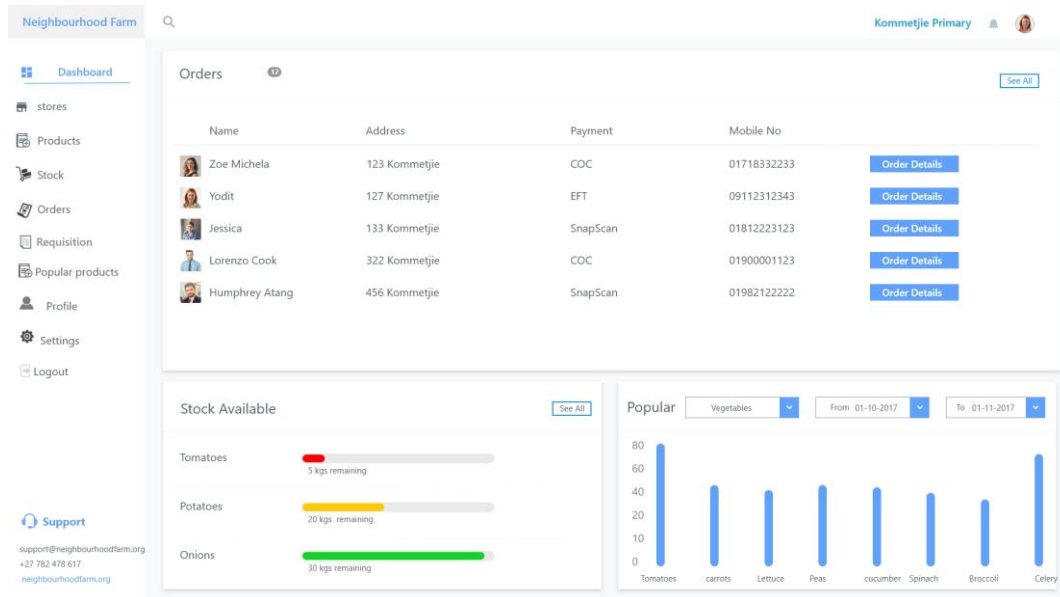 Neighbourhood Farm
Kommetjie Primary
Dashboard
stores
Products
Stock
Orders
Requisition
Popular products
Profile
Settings
Logout
Support
support@neighbourhoodfarm.org
+27 782 478 617
neighbourhoodfarm.org
Orders 12
See All
Name Address Payment Mobile No
Zoe Michela 123 Kommetjie COC 01718332233 Order Details
Yodit 127 Kommetjie EFT 09112312343 Order Details
Jessica 133 Kommetjie SnapScan 01812223123 Order Details
Lorenzo Cook 322 Kommetjie COC 01900001123 Order Details
Humphrey Atang 456 Kommetjie SnapScan 01982122222 Order Details
Stock Available See All
Tomatoes
5 kgs remaining
Potatoes
20 kgs remaining
Onions
30 kgs remaining
Popular Vegetables From 01-10-2017 To 01-11-2017
80
60
40
20
10
0
Tomatoes carrots Lettuce Peas cucumber Spinach Broccoli Celery